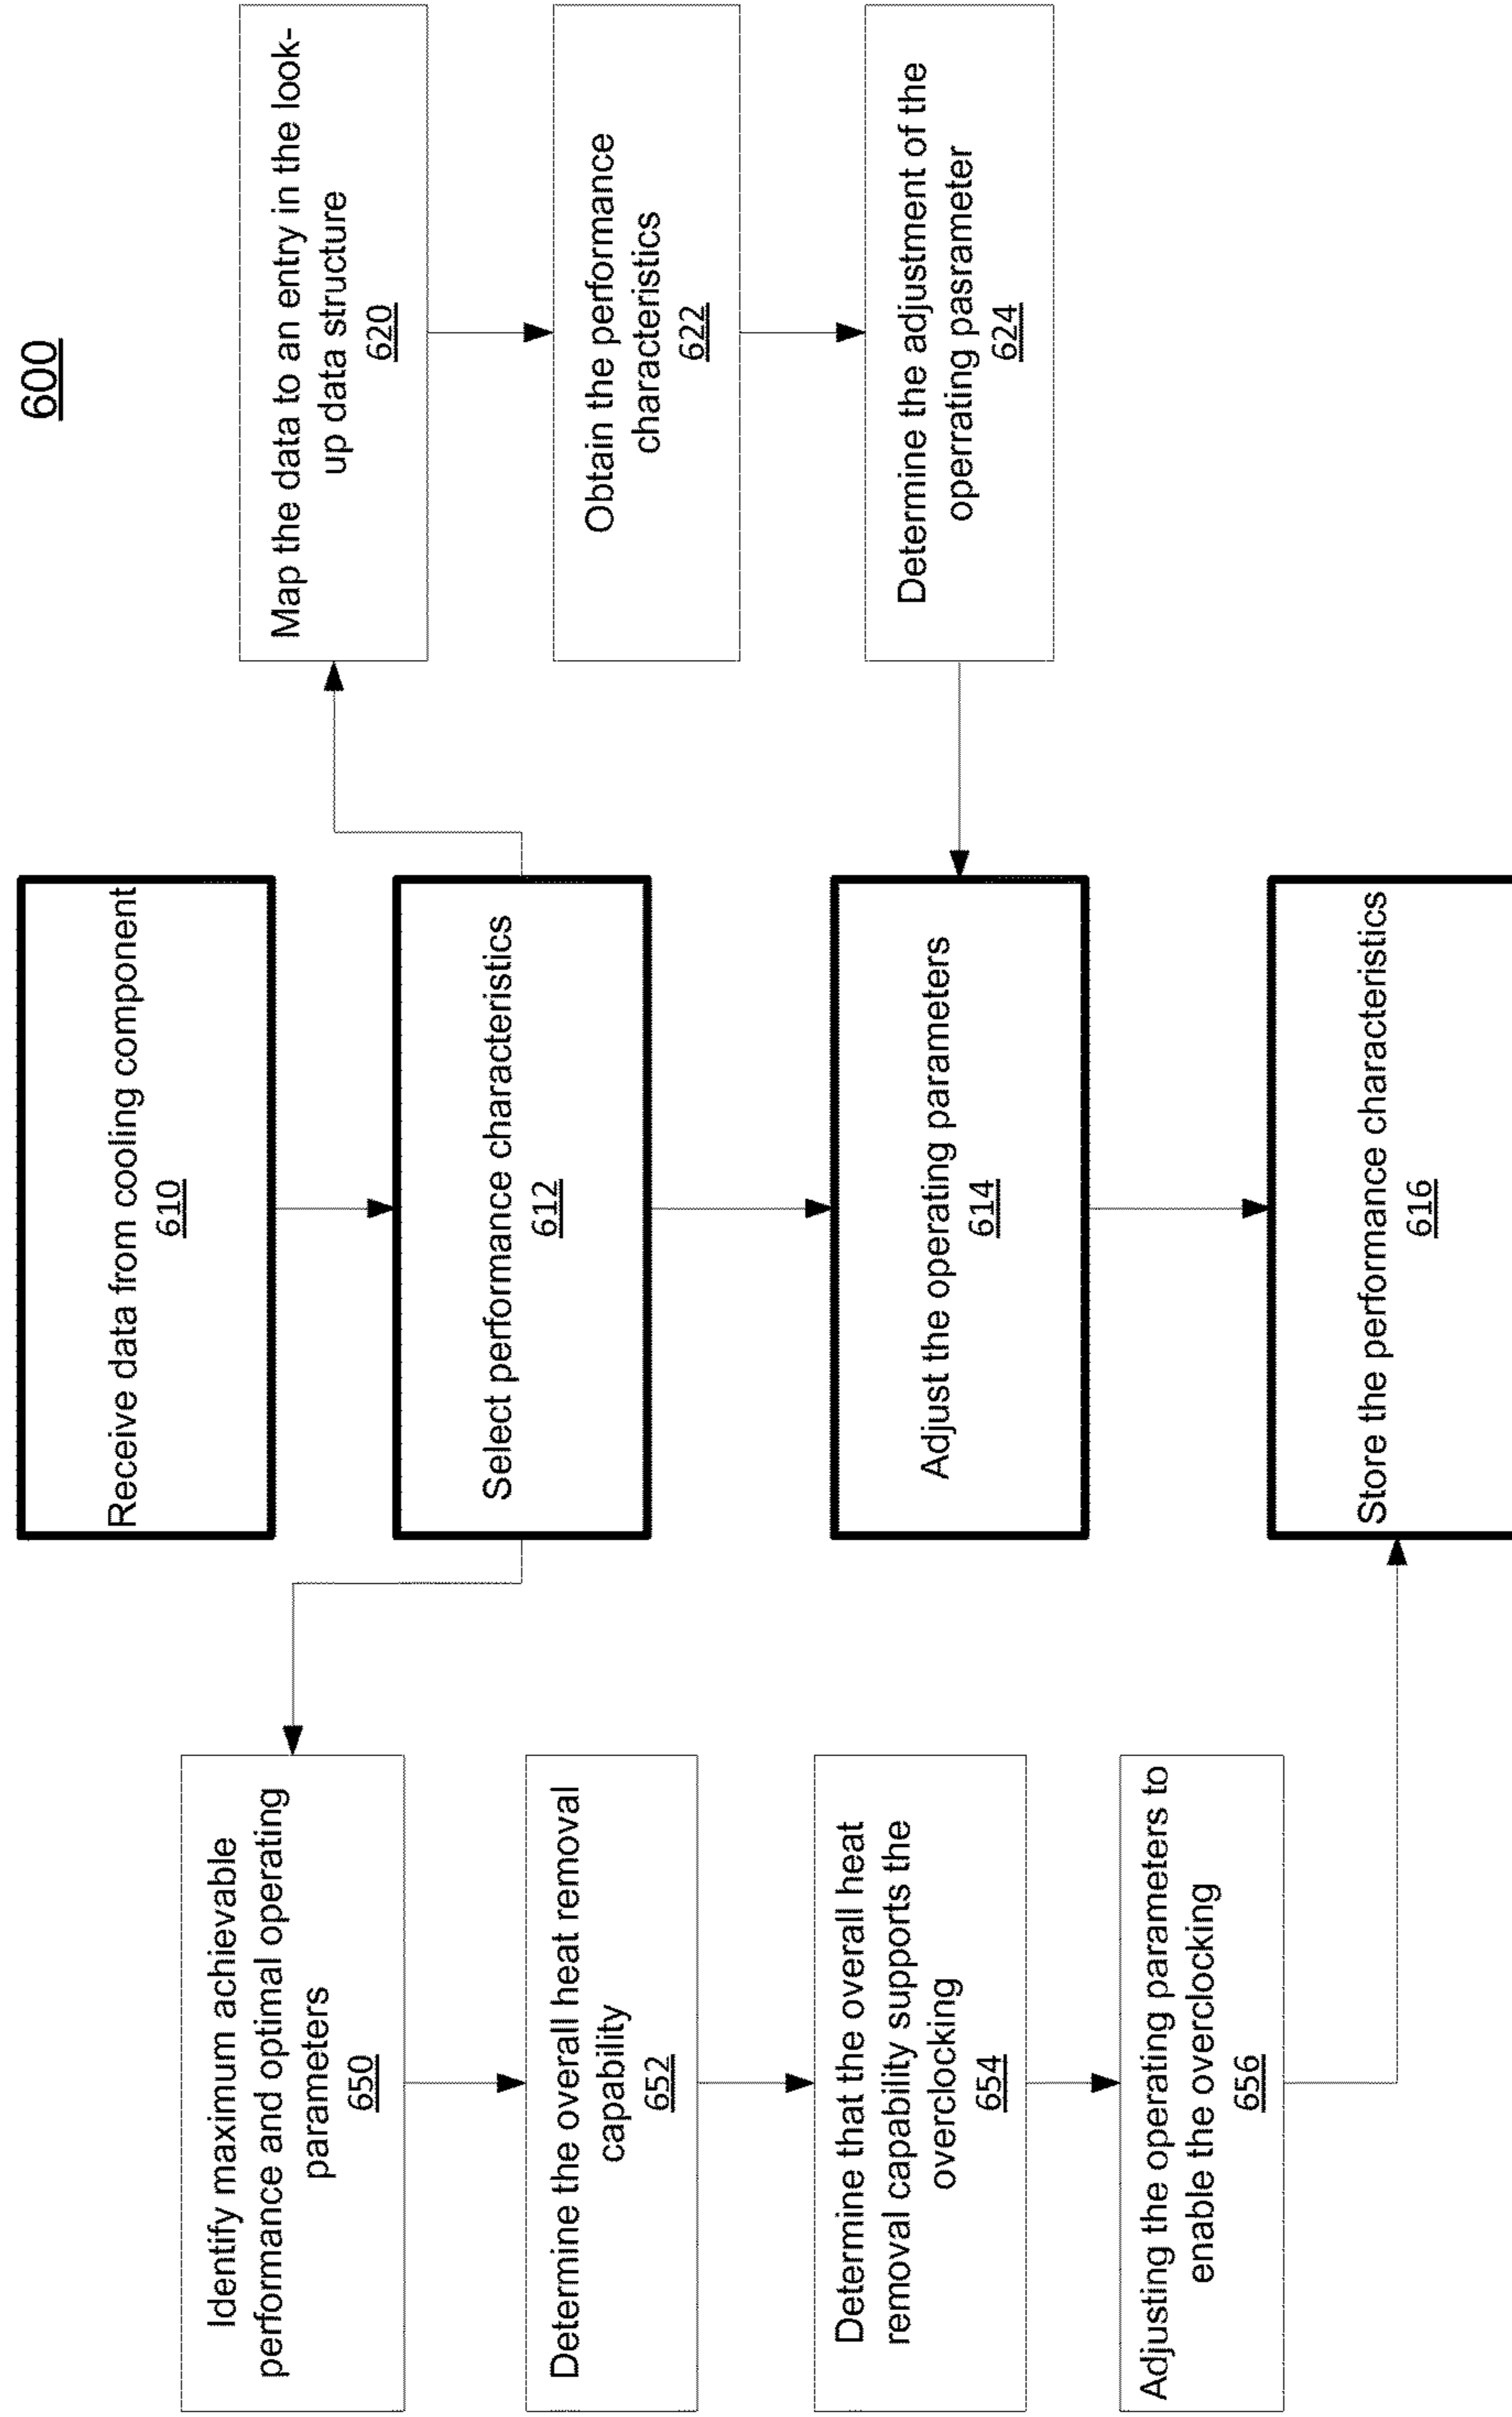 600
Receive data from cooling component
610
Select performance characteristics
612
Adjust the operating parameters
614
Store the performance characteristics
616
Map the data to an entry in the look-
up data structure
620
Obtain the performance
characteristics
622
Determine the adjustment of the
operrating pasrameter
624
Identify maximum achievable
performance and optimal operating
parameters
650
Determine the overall heat removal
capability
652
Determine that the overall heat
removal capability supports the
overclocking
654
Adjusting the operating parameters to
enable the overclocking
656